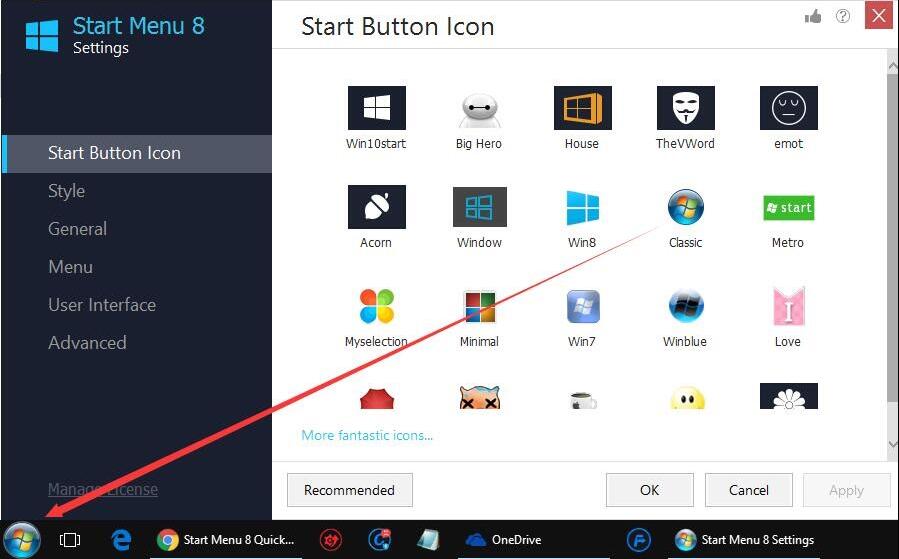 Start Menu 8
Settings
Start Button Icon
Start Button Icon
Style
General
Menu
User Interface
Advanced
Manage License
Win10start
Big Hero
House
TheVWord
emot
Acorn
Window
Win8
Classic
start
Metro
Myselection
Minimal
Win7
Winblue
I
Love
More fantastic icons...
Recommended
OK
Cancel
Apply
Start Menu 8 Quick...
OneDrive
Start Menu 8 Settings